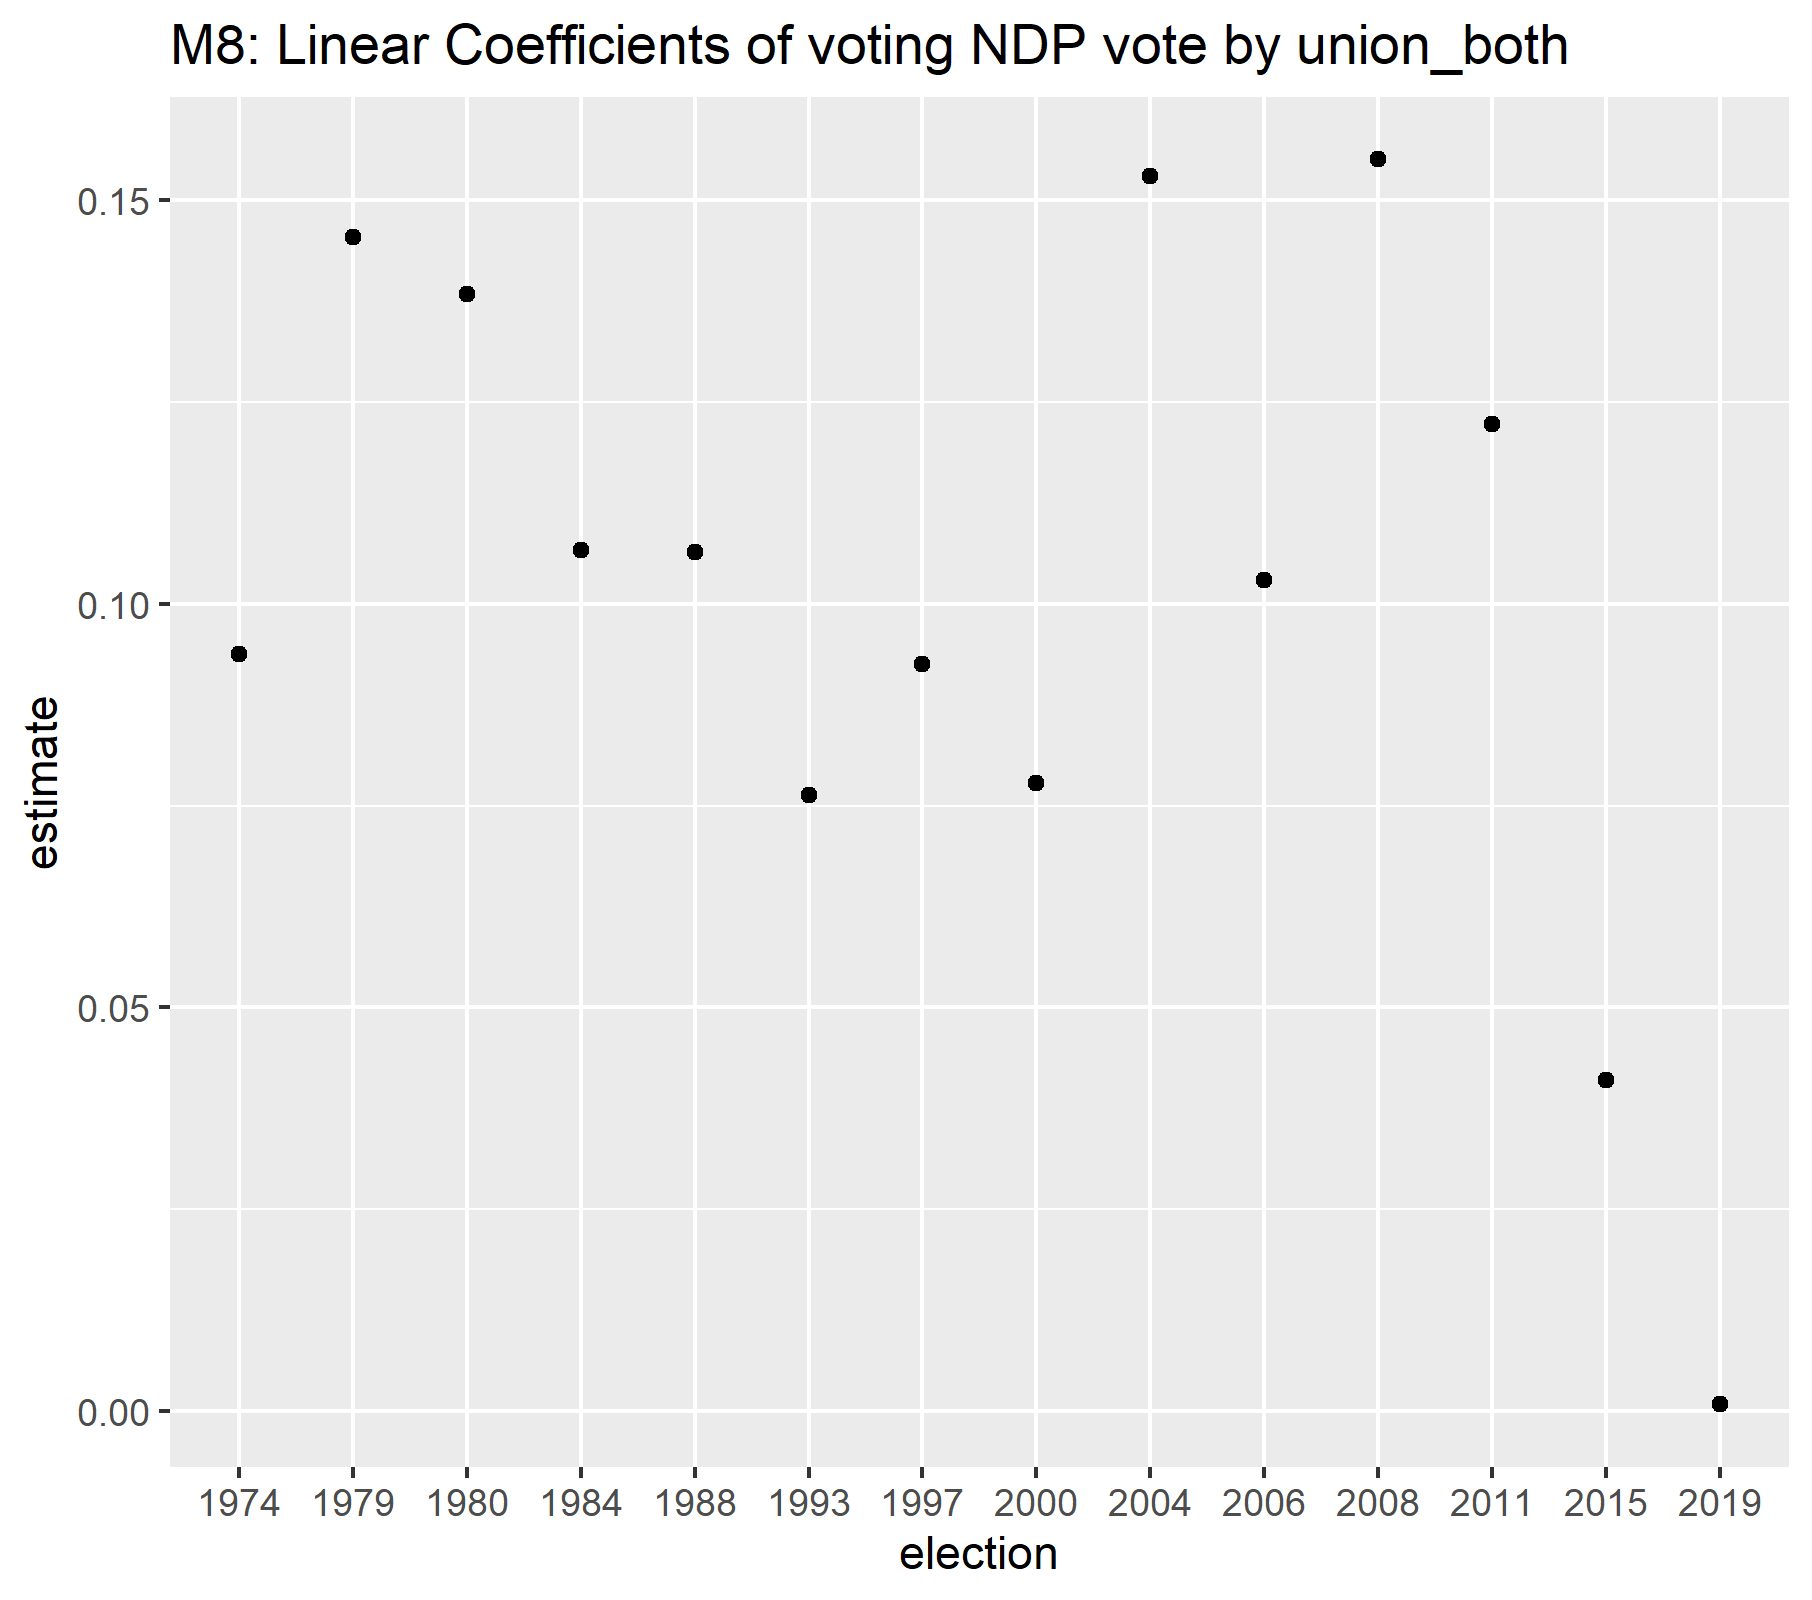 M8: Linear Coefficients of voting NDP vote by union_both
0.15
0.10
0.05
0.00
estimate
1974 1979 1980 1984 1988 1993 1997 2000 2004 2006 2008 2011 2015 2019
election